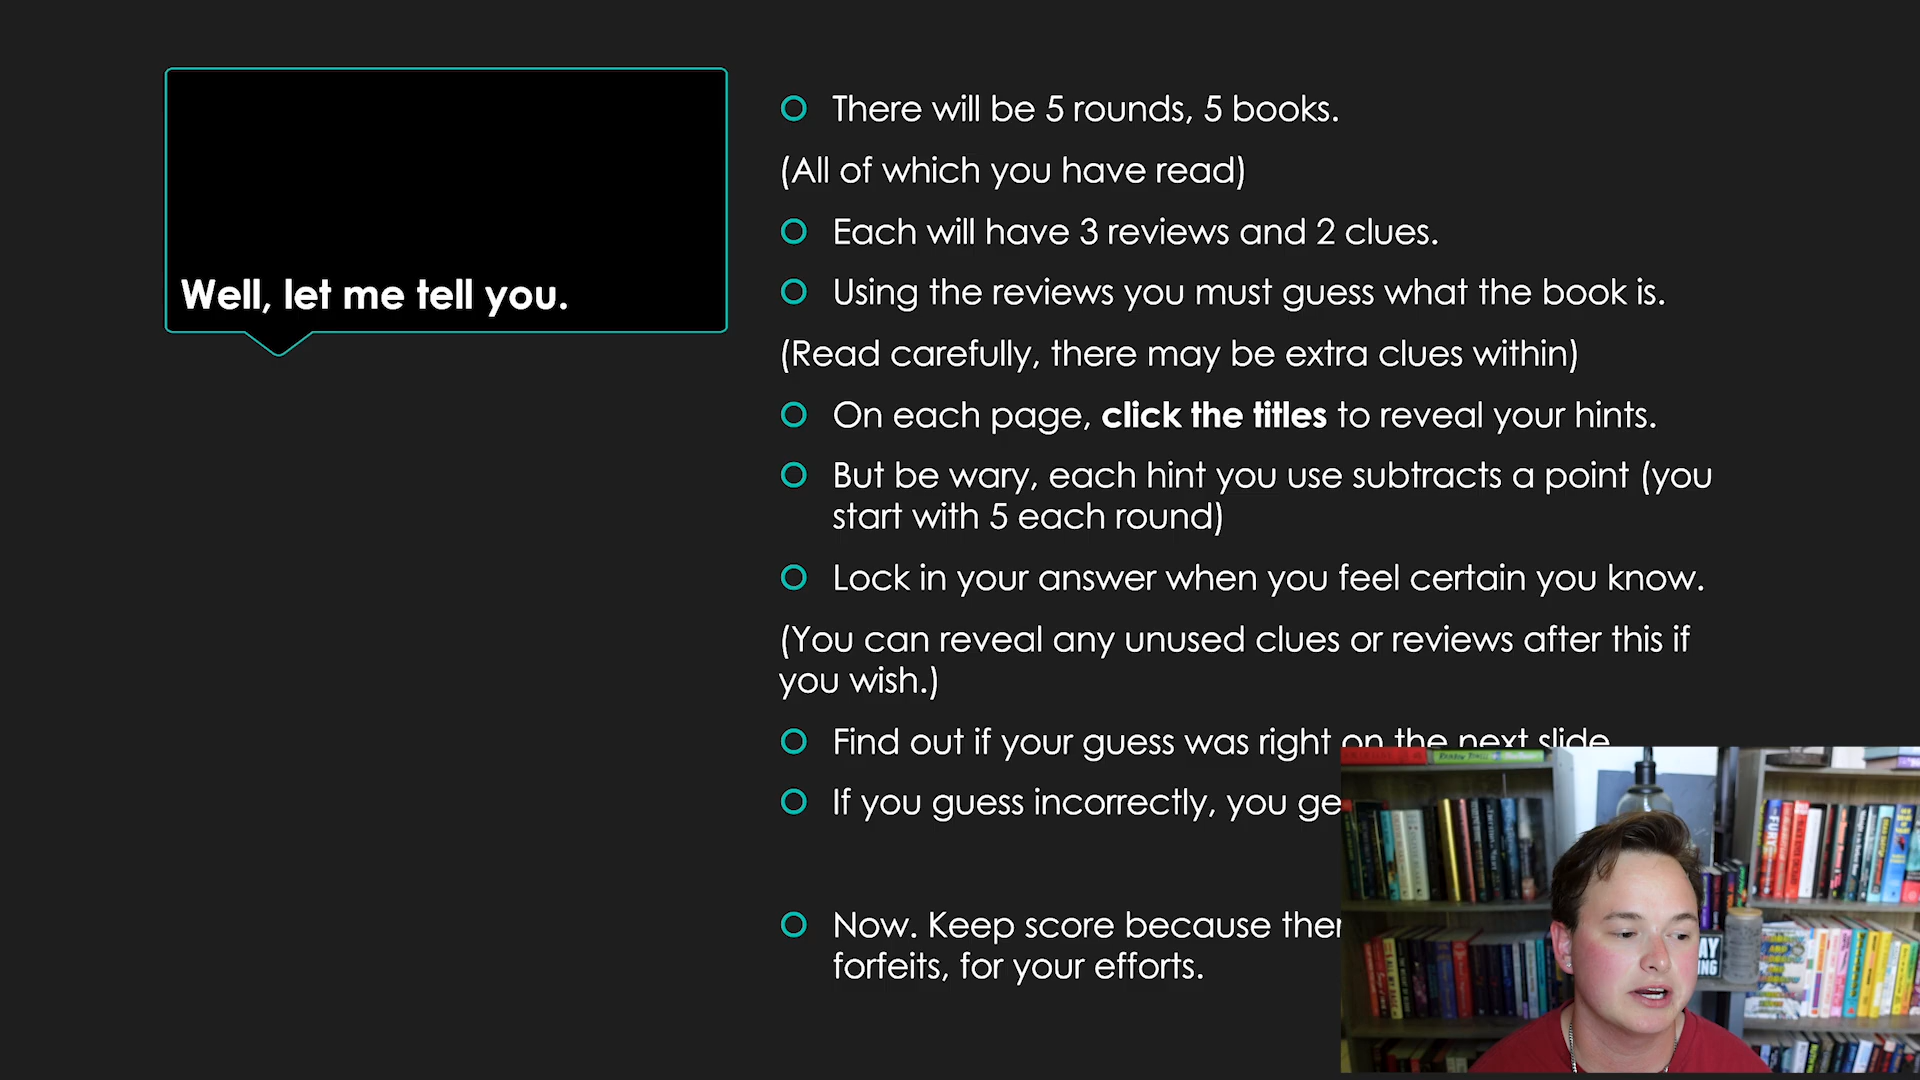 Well, let me tell you.
There will be 5 rounds, 5 books.
(All of which you have read)
Each will have 3 reviews and 2 clues.
Using the reviews you must guess what the book is.
(Read carefully, there may be extra clues within)
On each page, click the titles to reveal your hints.
But be wary, each hint you use subtracts a point (you
start with 5 each round)
Lock in your answer when you feel certain you know.
(You can reveal any unused clues or reviews after this if
you wish.)
Find out if your guess was right on the next slide
If you guess incorrectly, you ge
Now. Keep score because ther
forfeits, for your efforts.
FURY